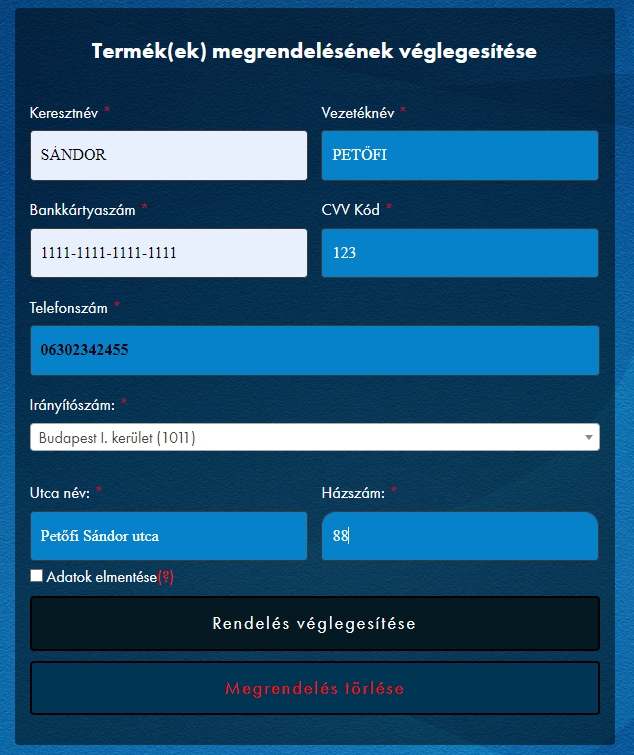 Termék(ek) megrendelésének véglegesítése
Keresztnév * Vezetéknév *
SÁNDOR PETŐFI
Bankkártyaszám * CVV Kód *
1111-1111-1111-1111 123
Telefonszám *
06302342455
Irányítószám: *
Budapest I. kerület (1011)
Utca név: * Házszám: *
Petőfi Sándor utca 88
Adatok elmentése(?)
Rendelés véglegesítése
Megrendelés törlése